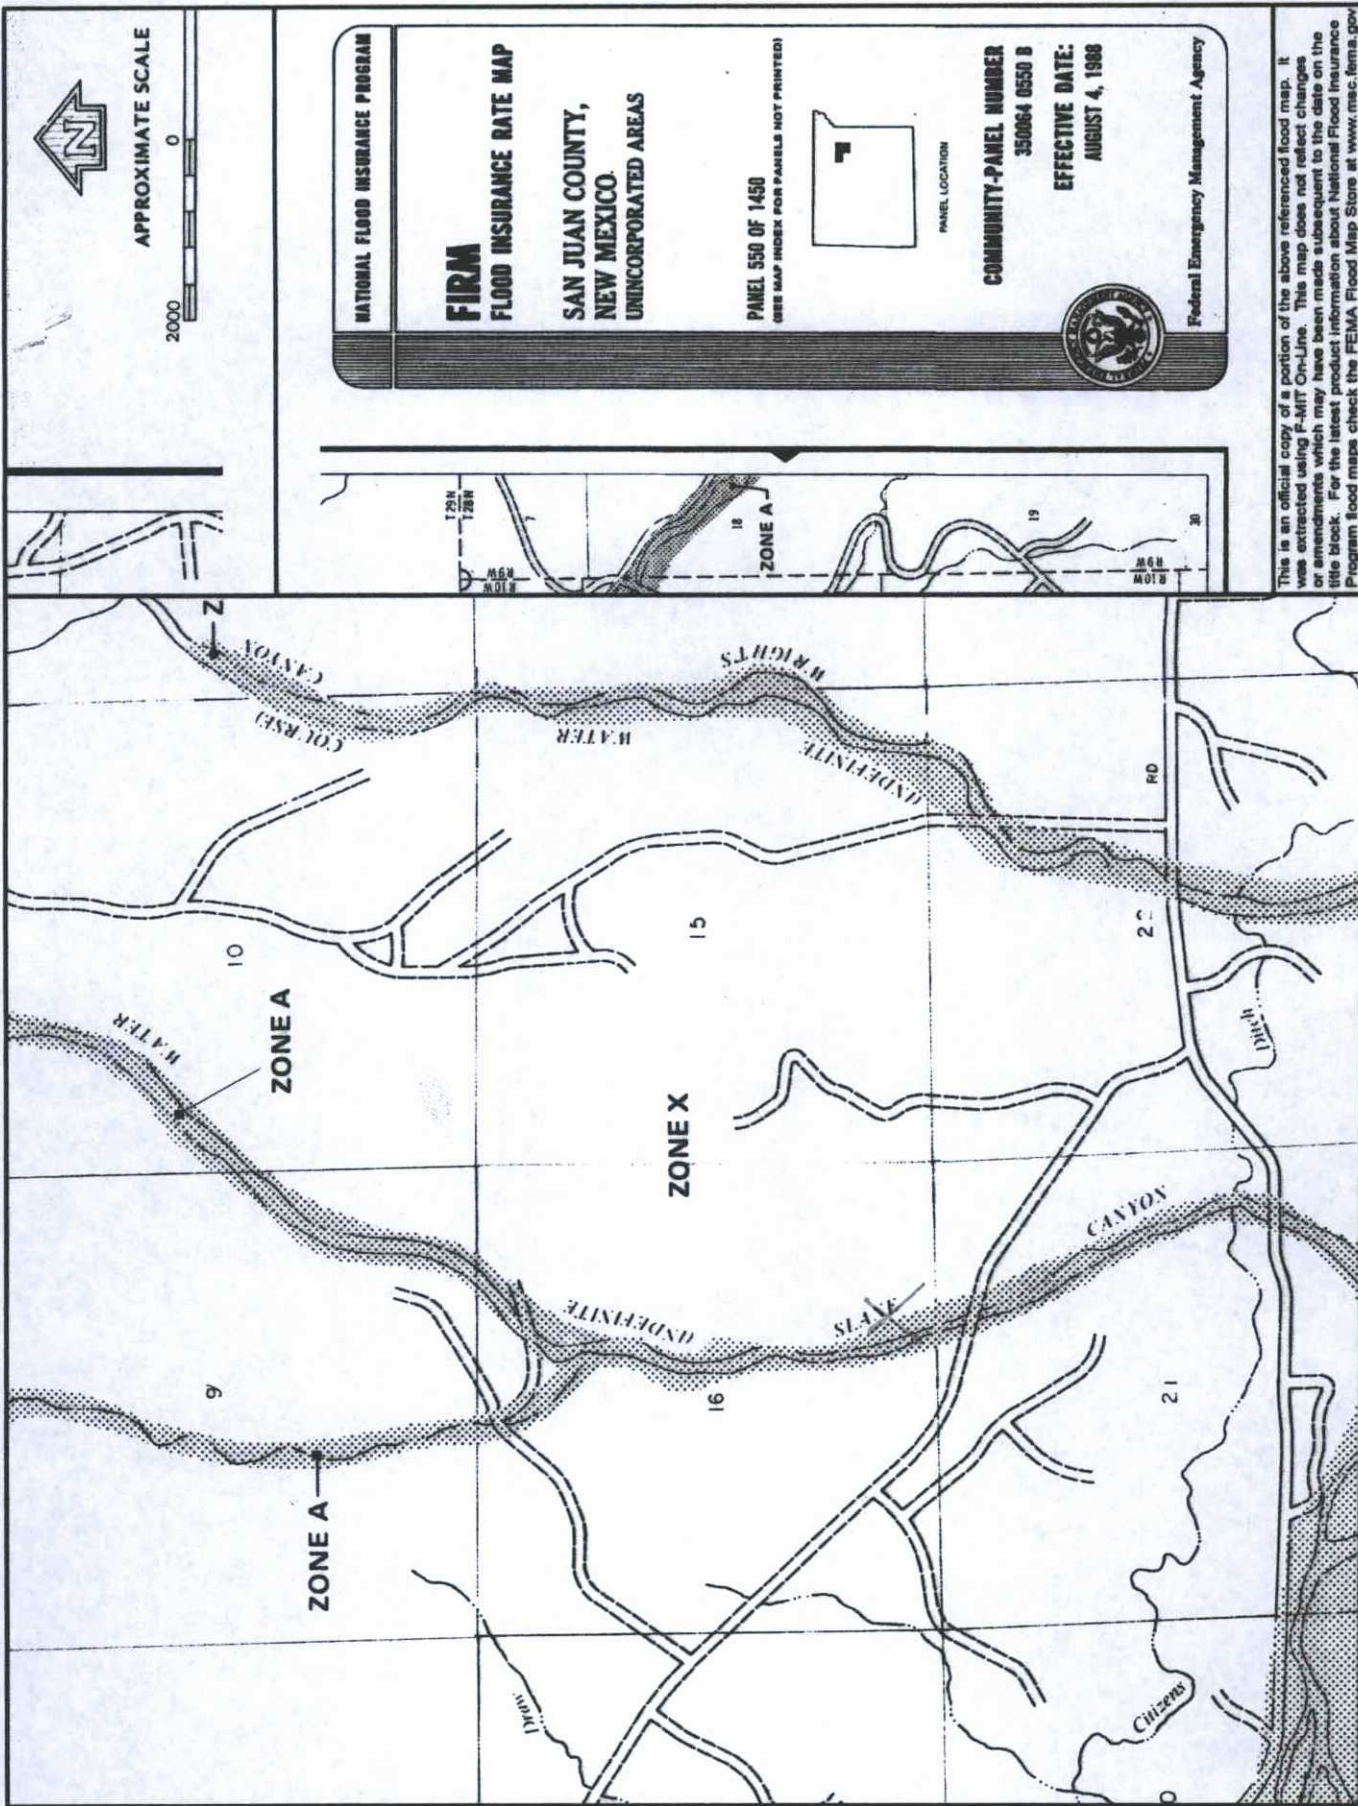 APPROXIMATE SCALE
2000 0
N
NATIONAL FLOOD INSURANCE PROGRAM
FIRM
FLOOD INSURANCE RATE MAP
SAN JUAN COUNTY,
NEW MEXICO
UNINCORPORATED AREAS
PANEL 550 OF 1450
(SEE MAP INDEX FOR PANELS NOT PRINTED)
PANEL LOCATION
COMMUNITY-PANEL NUMBER
350064 0550 B
EFFECTIVE DATE:
AUGUST 4, 1988
Federal Emergency Management Agency
This is an official copy of a portion of the above referenced flood map. It
was extracted using F-MIT On-Line. This map does not reflect changes
or amendments which may have been made subsequent to the date on the
title block. For the latest product information about National Flood Insurance
Program flood maps check the FEMA Flood Map Store at www.msc.fema.gov
T29N
T28N
R10W
R9W
7
18
ZONE A
19
R10W
R9W
30
Z
CANYON
COURSE)
WATER
WRIGHTS
(INDEFINITE
RD
10
15
22
WATER
ZONE A
ZONE X
Ditch
(INDEFINITE
SLANE
CANYON
9
16
21
ZONE A
Draw
Citizens